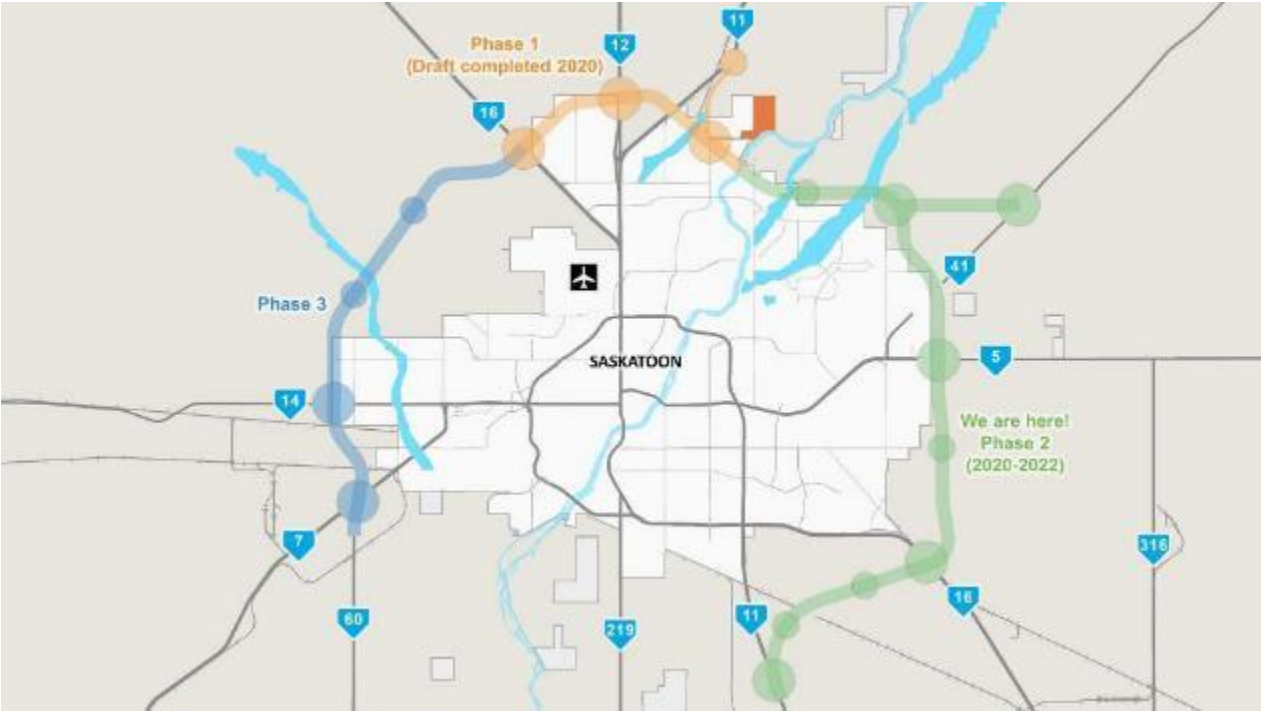 11
Phase 1
12
(Draft completed 2020)
16
41
Phase 3
SASKATOON
5
14
We are here!
Phase 2
(2020-2022)
7
316
16
60
11
219